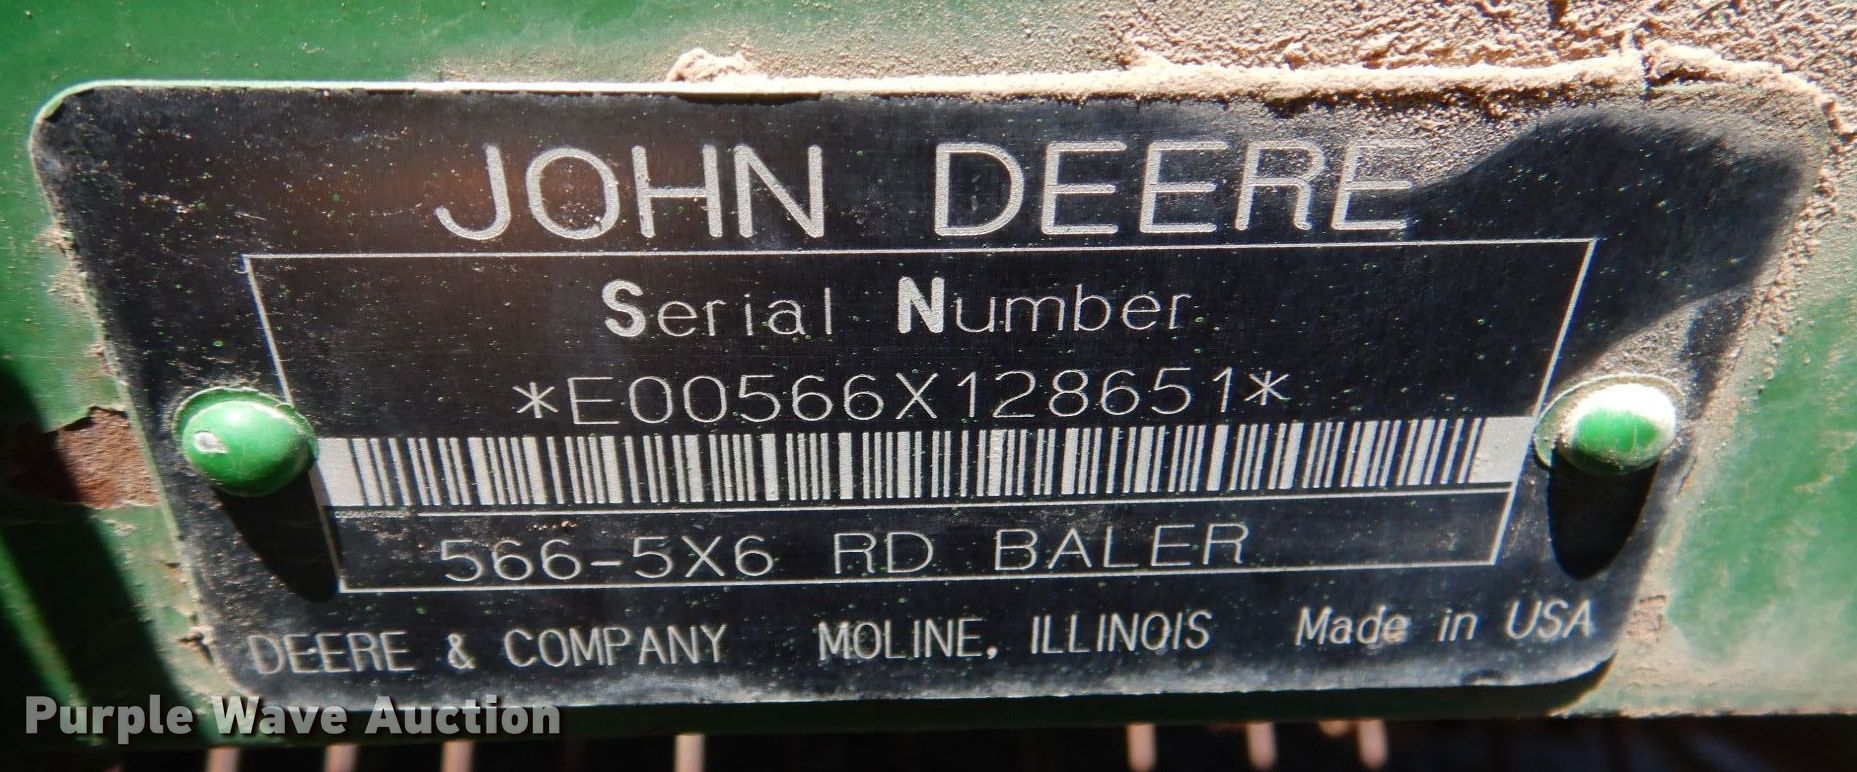 JOHN DEERE
Serial Number
*E00566X128651*
566-5X6 RD BALER
DEERE & COMPANY MOLINE, ILLINOIS Made in USA
Purple Wave Auction